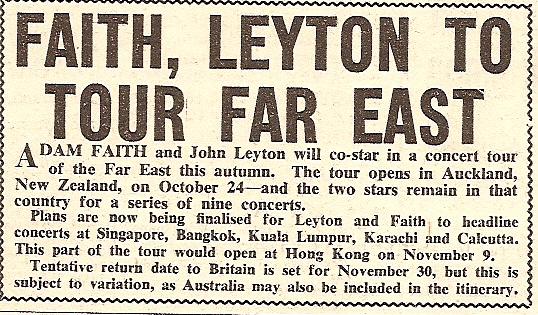 FAITH, LEYTON TO
TOUR FAR EAST
ADAM FAITH and John Leyton will co-star in a concert tour
of the Far East this autumn. The tour opens in Auckland,
New Zealand, on October 24—and the two stars remain in that
country for a series of nine concerts.
Plans are now being finalised for Leyton and Faith to headline
concerts at Singapore, Bangkok, Kuala Lumpur, Karachi and Calcutta.
This part of the tour would open at Hong Kong on November 9.
Tentative return date to Britain is set for November 30, but this is
subject to variation, as Australia may also be included in the itinerary.